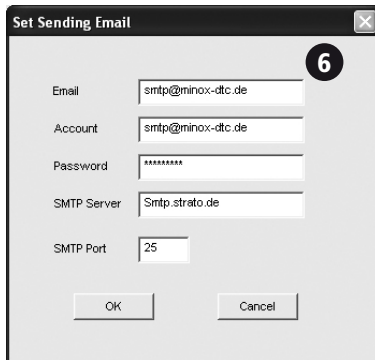 Set Sending Email
6
Email smtp@minox-dtc.de
Account smtp@minox-dtc.de
Password *********
SMTP Server Smtp.strato.de
SMTP Port 25
OK Cancel